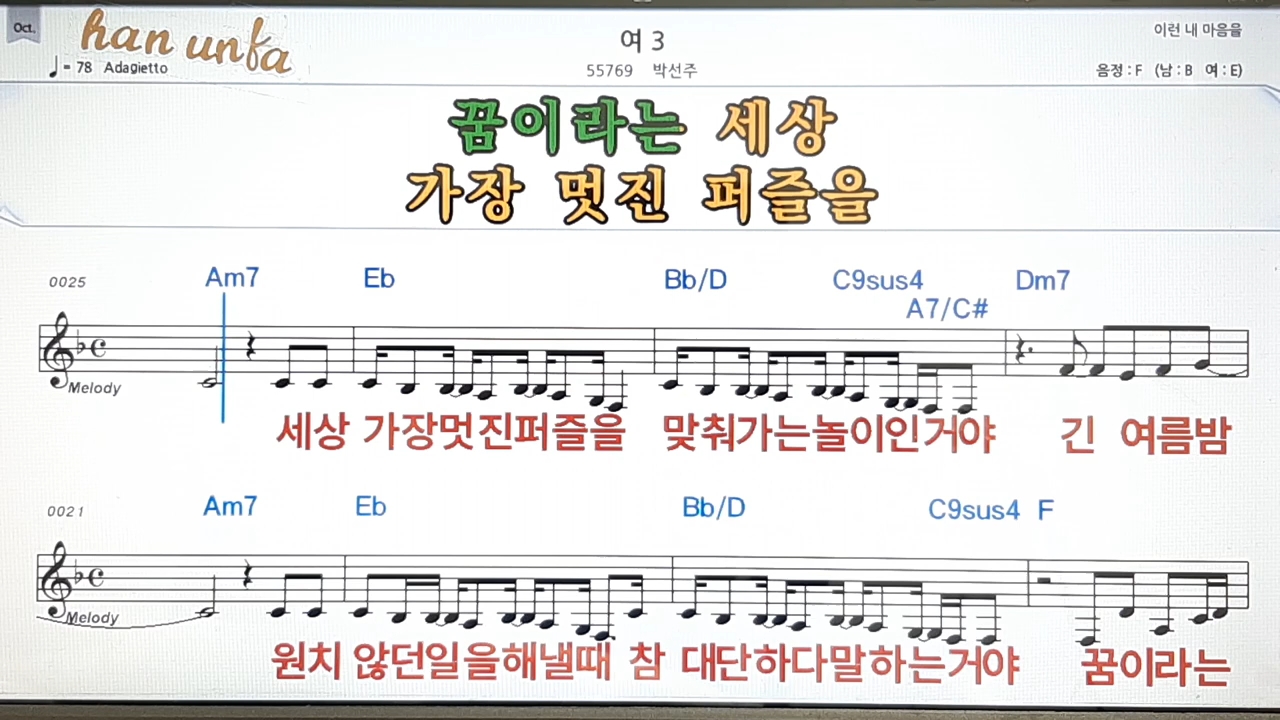 Oct.
han unfa
♩= 78 Adagietto
여 3
55769 박선주
이런 내 마음을
음정 : F (남 : B 여 : E)
꿈이라는 세상
가장 멋진 퍼즐을
0025
Am7 Eb Bb/D C9sus4 Dm7
A7/C#
Melody
세상 가장멋진퍼즐을 맞춰가는놀이인거야 긴 여름밤
0021
Am7 Eb Bb/D C9sus4 F
Melody
원치 않던일을해낼때 참 대단하다말하는거야 꿈이라는